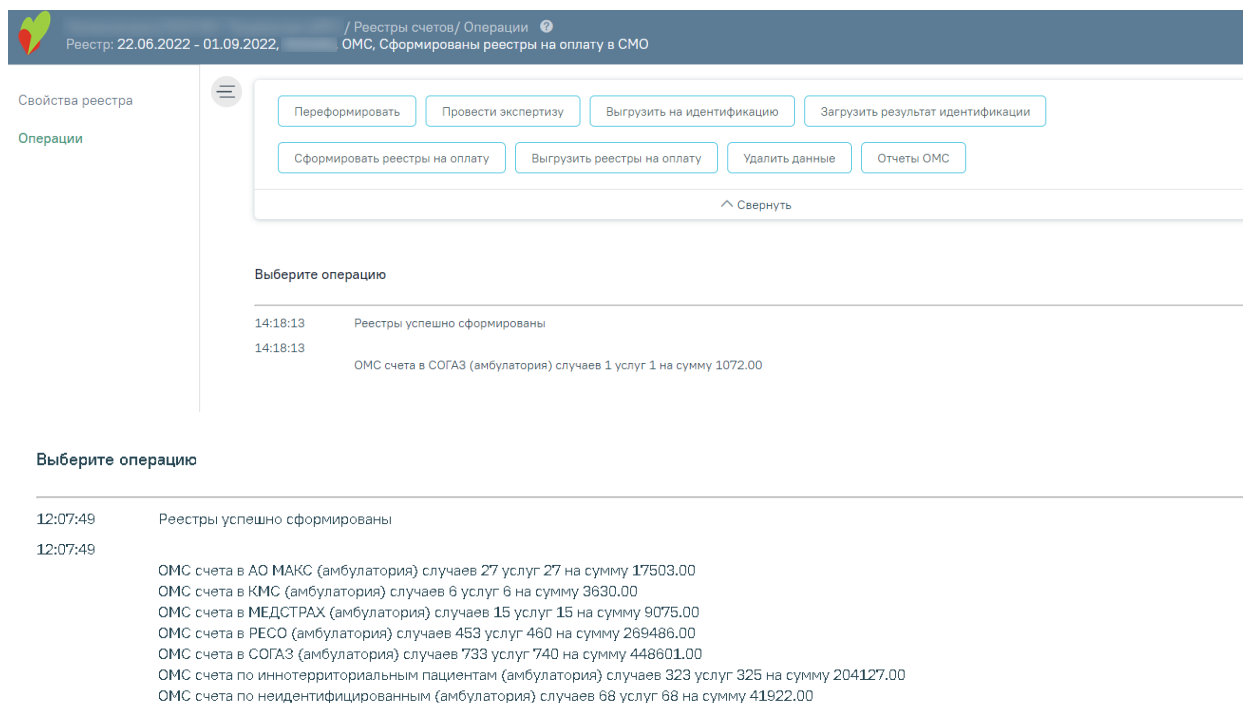 / Реестры счетов/ Операции ?
Реестр: 22.06.2022 - 01.09.2022, ОМС, Сформированы реестры на оплату в СМО
Свойства реестра
Операции
Переформировать Провести экспертизу Выгрузить на идентификацию Загрузить результат идентификации
Сформировать реестры на оплату Выгрузить реестры на оплату Удалить данные Отчеты ОМС
Свернуть
Выберите операцию
14:18:13 Реестры успешно сформированы
14:18:13
ОМС счета в СОГАЗ (амбулатория) случаев 1 услуг 1 на сумму 1072.00
Выберите операцию
12:07:49 Реестры успешно сформированы
12:07:49
ОМС счета в АО МАКС (амбулатория) случаев 27 услуг 27 на сумму 17503.00
ОМС счета в КМС (амбулатория) случаев 6 услуг 6 на сумму 3630.00
ОМС счета в МЕДСТРАХ (амбулатория) случаев 15 услуг 15 на сумму 9075.00
ОМС счета в РЕСО (амбулатория) случаев 453 услуг 460 на сумму 269486.00
ОМС счета в СОГАЗ (амбулатория) случаев 733 услуг 740 на сумму 448601.00
ОМС счета по иннотерриториальным пациентам (амбулатория) случаев 323 услуг 325 на сумму 204127.00
ОМС счета по неидентифицированным (амбулатория) случаев 68 услуг 68 на сумму 41922.00